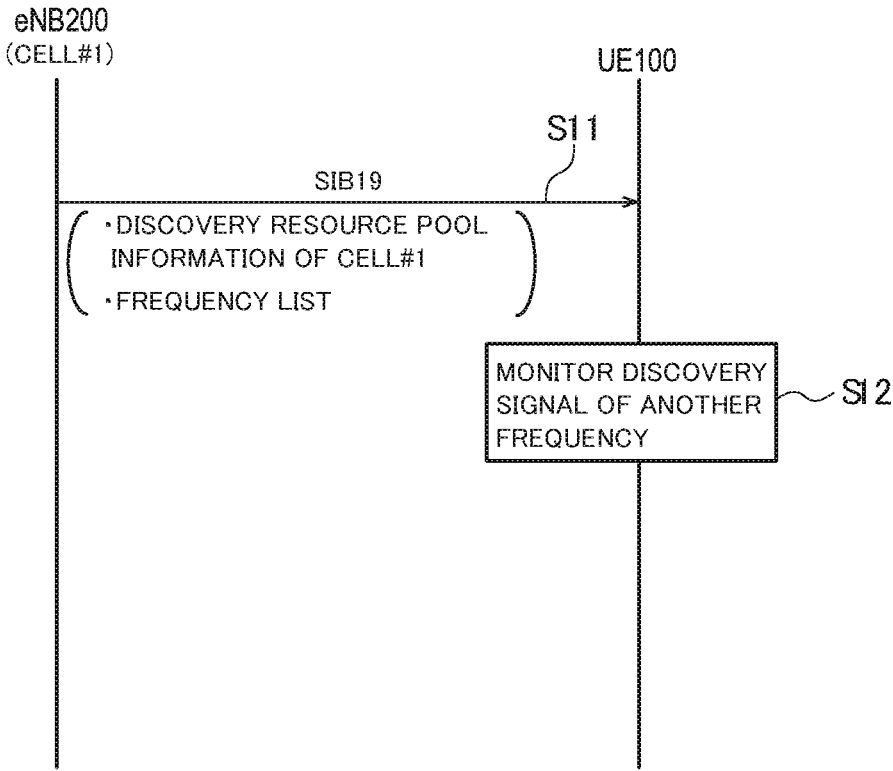 eNB200
(CELL#1)
UE100
S11
SIB19
・DISCOVERY RESOURCE POOL
INFORMATION OF CELL#1
・FREQUENCY LIST
MONITOR DISCOVERY
SIGNAL OF ANOTHER
FREQUENCY
S12